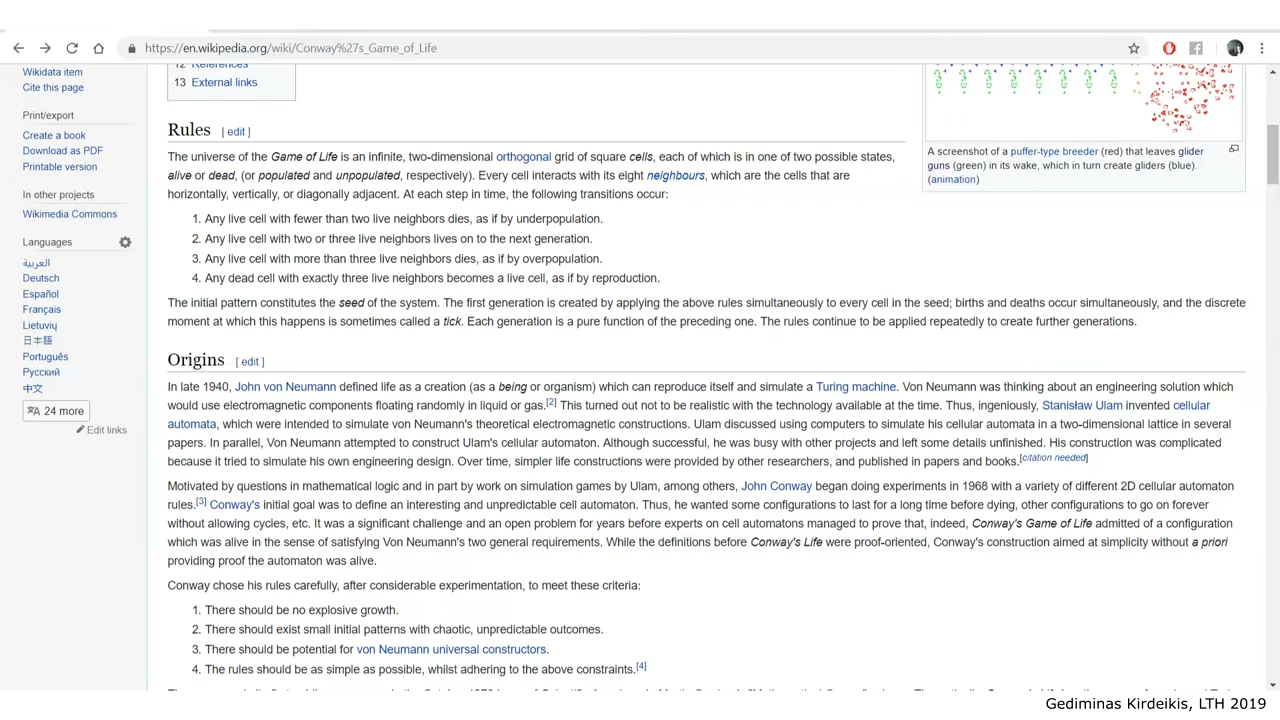 https://en.wikipedia.org/wiki/Conway%27s_Game_of_Life
Wikidata item
Cite this page
Print/export
Create a book
Download as PDF
Printable version
In other projects
Wikimedia Commons
Languages
العربية
Deutsch
Español
Français
Lietuvių
日本語
Português
Русский
中文
24 more
Edit links
12 References
13 External links
A screenshot of a puffer-type breeder (red) that leaves glider
guns (green) in its wake, which in turn create gliders (blue).
(animation)
Rules [ edit ]
The universe of the Game of Life is an infinite, two-dimensional orthogonal grid of square cells, each of which is in one of two possible states,
alive or dead, (or populated and unpopulated, respectively). Every cell interacts with its eight neighbours, which are the cells that are
horizontally, vertically, or diagonally adjacent. At each step in time, the following transitions occur:
1. Any live cell with fewer than two live neighbors dies, as if by underpopulation.
2. Any live cell with two or three live neighbors lives on to the next generation.
3. Any live cell with more than three live neighbors dies, as if by overpopulation.
4. Any dead cell with exactly three live neighbors becomes a live cell, as if by reproduction.
The initial pattern constitutes the seed of the system. The first generation is created by applying the above rules simultaneously to every cell in the seed; births and deaths occur simultaneously, and the discrete
moment at which this happens is sometimes called a tick. Each generation is a pure function of the preceding one. The rules continue to be applied repeatedly to create further generations.
Origins [ edit ]
In late 1940, John von Neumann defined life as a creation (as a being or organism) which can reproduce itself and simulate a Turing machine. Von Neumann was thinking about an engineering solution which
would use electromagnetic components floating randomly in liquid or gas.[2] This turned out not to be realistic with the technology available at the time. Thus, ingeniously, Stanisław Ulam invented cellular
automata, which were intended to simulate von Neumann's theoretical electromagnetic constructions. Ulam discussed using computers to simulate his cellular automata in a two-dimensional lattice in several
papers. In parallel, Von Neumann attempted to construct Ulam's cellular automaton. Although successful, he was busy with other projects and left some details unfinished. His construction was complicated
because it tried to simulate his own engineering design. Over time, simpler life constructions were provided by other researchers, and published in papers and books.[citation needed]
Motivated by questions in mathematical logic and in part by work on simulation games by Ulam, among others, John Conway began doing experiments in 1968 with a variety of different 2D cellular automaton
rules.[3] Conway's initial goal was to define an interesting and unpredictable cell automaton. Thus, he wanted some configurations to last for a long time before dying, other configurations to go on forever
without allowing cycles, etc. It was a significant challenge and an open problem for years before experts on cell automatons managed to prove that, indeed, Conway's Game of Life admitted of a configuration
which was alive in the sense of satisfying Von Neumann's two general requirements. While the definitions before Conway's Life were proof-oriented, Conway's construction aimed at simplicity without a priori
providing proof the automaton was alive.
Conway chose his rules carefully, after considerable experimentation, to meet these criteria:
1. There should be no explosive growth.
2. There should exist small initial patterns with chaotic, unpredictable outcomes.
3. There should be potential for von Neumann universal constructors.
4. The rules should be as simple as possible, whilst adhering to the above constraints.[4]
Gediminas Kirdeikis, LTH 2019